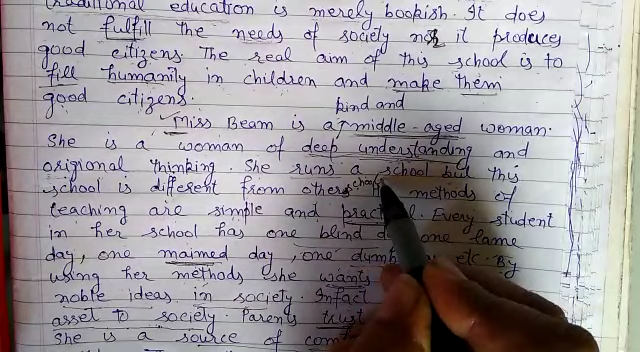 traditional education is merely bookish. It does
not fulfill the needs of society nor it produces
good citizens. The real aim of this school is to
fill humanity in children and make them
good citizens.
kind and
Miss Beam is a middle-aged woman.
She is a woman of deep understanding and
origional thinking. She runs a school but this
school is different from others methods of
teaching are simple and Every student
in her school has one blind one lame
day, one maimed day, one dumb etc. By
using her methods she wants
noble ideas in society. Infact
asset to society. Parents trust
She is a source of